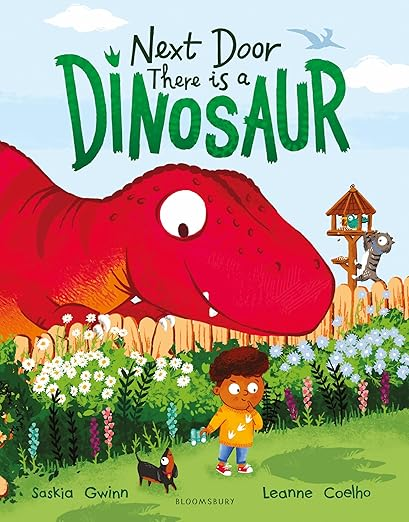 Next Door
There is a
DINOSAUR
Saskia Gwinn
BLOOMSBURY
Leanne Coelho